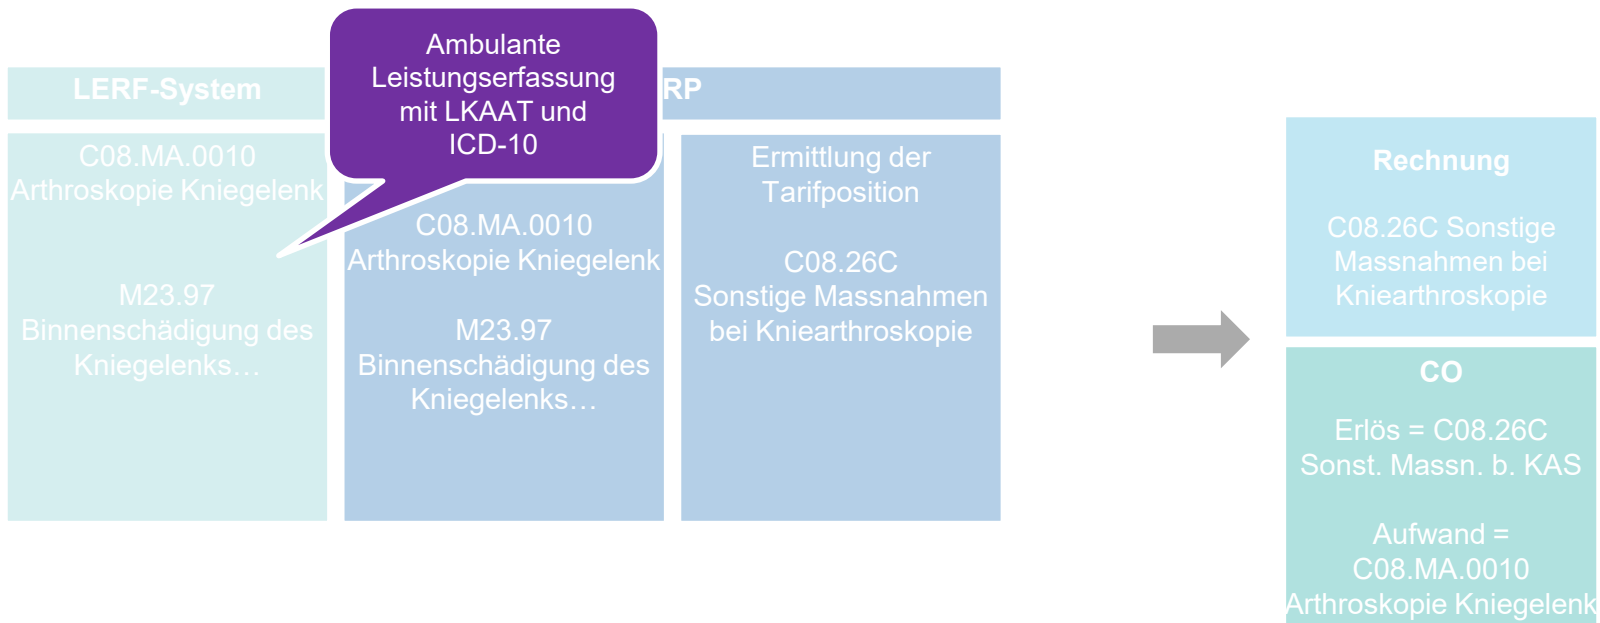 LERF-System
Ambulante
Leistungserfassung
mit LKAAT und
ICD-10
RP
C08.MA.0010
Arthroskopie Kniegelenk
M23.97
Binnenschädigung des
Kniegelenks…
C08.MA.0010
Arthroskopie Kniegelenk
M23.97
Binnenschädigung des
Kniegelenks…
Ermittlung der
Tarifposition
C08.26C
Sonstige Massnahmen
bei Kniearthroskopie
Rechnung
C08.26C Sonstige
Massnahmen bei
Kniearthroskopie
CO
Erlös = C08.26C
Sonst. Massn. b. KAS
Aufwand =
C08.MA.0010
Arthroskopie Kniegelenk